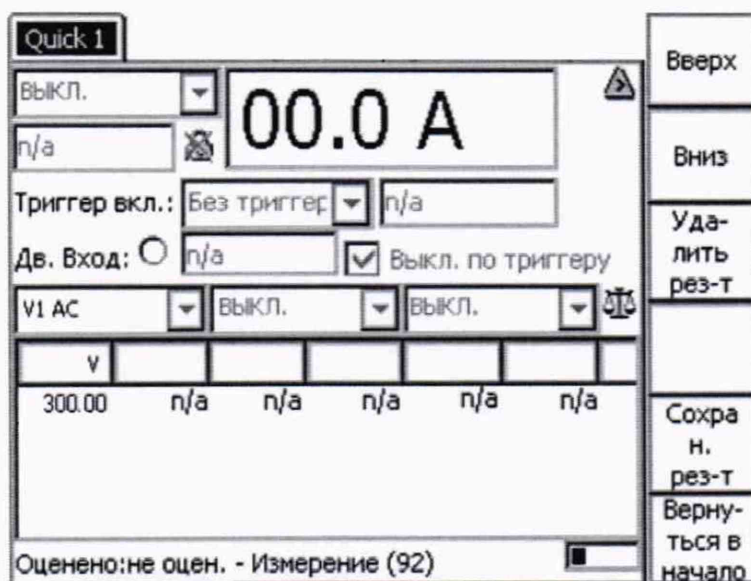 Quick 1
ВЫКЛ.
00.0 A
n/a
Триггер вкл.: Без триггер n/a
Дв. Вход: n/a Выкл. по триггеру
V1 AC ВЫКЛ. ВЫКЛ.
V
300.00 n/a n/a n/a n/a n/a
Оценено:не оцен. - Измерение (92)
Вверх
Вниз
Уда-
лить
рез-т
Сохра
н.
рез-т
Верну-
ться в
начало